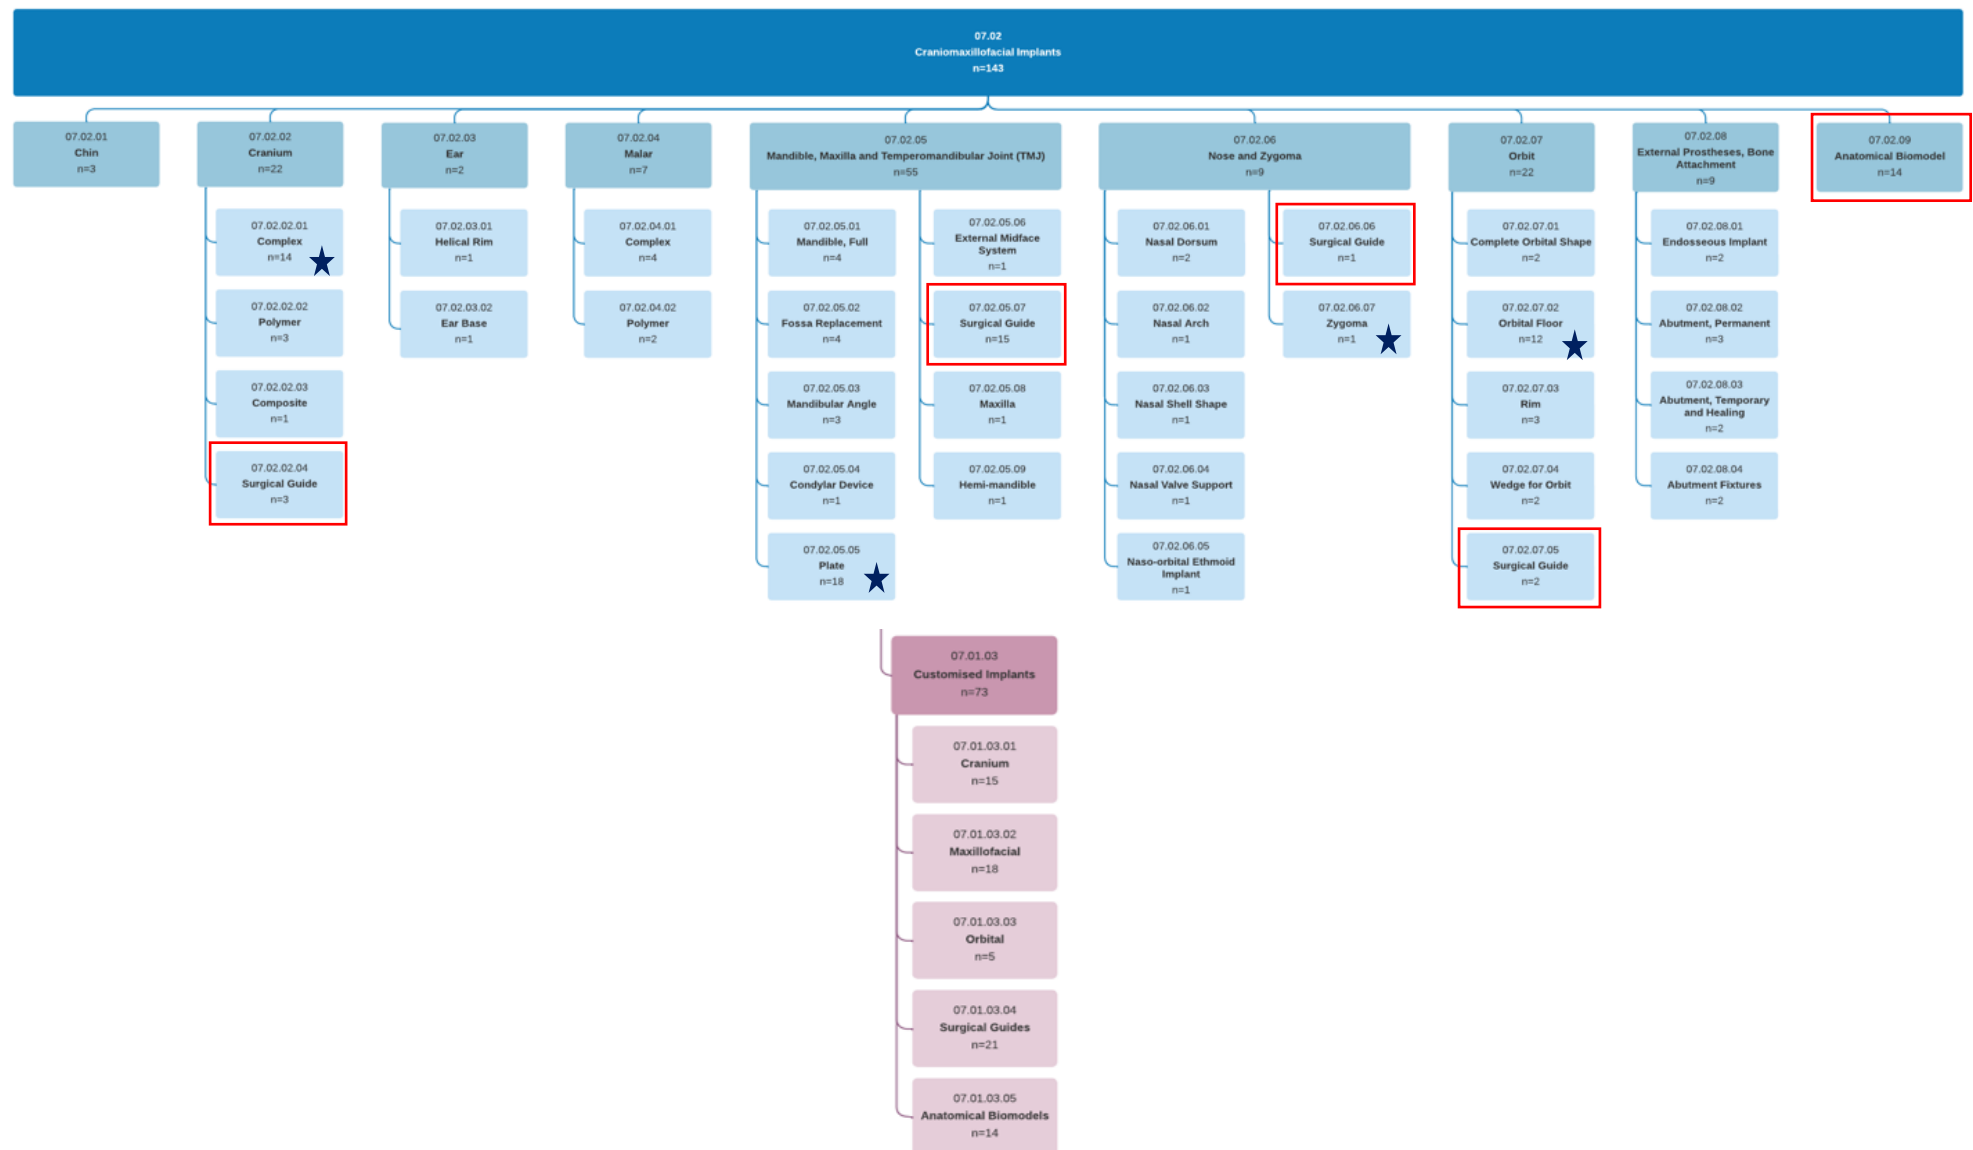 07.02
Craniomaxillofacial Implants
n=143
07.02.01
Chin
n=3
07.02.02
Cranium
n=22
07.02.03
Ear
n=2
07.02.04
Malar
n=7
07.02.05
Mandible, Maxilla and Temperomandibular Joint (TMJ)
n=55
07.02.06
Nose and Zygoma
n=9
07.02.07
Orbit
n=22
07.02.08
External Prostheses, Bone
Attachment
n=9
07.02.09
Anatomical Biomodel
n=14
07.02.02.01
Complex
n=14
07.02.02.02
Polymer
n=3
07.02.02.03
Composite
n=1
07.02.02.04
Surgical Guide
n=3
07.02.03.01
Helical Rim
n=1
07.02.03.02
Ear Base
n=1
07.02.04.01
Complex
n=4
07.02.04.02
Polymer
n=2
07.02.05.01
Mandible, Full
n=4
07.02.05.02
Fossa Replacement
n=4
07.02.05.03
Mandibular Angle
n=3
07.02.05.04
Condylar Device
n=1
07.02.05.05
Plate
n=18
07.02.05.06
External Midface
System
n=1
07.02.05.07
Surgical Guide
n=15
07.02.05.08
Maxilla
n=1
07.02.05.09
Hemi-mandible
n=1
07.02.06.01
Nasal Dorsum
n=2
07.02.06.02
Nasal Arch
n=1
07.02.06.03
Nasal Shell Shape
n=1
07.02.06.04
Nasal Valve Support
n=1
07.02.06.05
Naso-orbital Ethmoid
Implant
n=1
07.02.06.06
Surgical Guide
n=1
07.02.06.07
Zygoma
n=1
07.02.07.01
Complete Orbital Shape
n=2
07.02.07.02
Orbital Floor
n=12
07.02.07.03
Rim
n=3
07.02.07.04
Wedge for Orbit
n=2
07.02.07.05
Surgical Guide
n=2
07.02.08.01
Endosseous Implant
n=2
07.02.08.02
Abutment, Permanent
n=3
07.02.08.03
Abutment, Temporary
and Healing
n=2
07.02.08.04
Abutment Fixtures
n=2
07.01.03
Customised Implants
n=73
07.01.03.01
Cranium
n=15
07.01.03.02
Maxillofacial
n=18
07.01.03.03
Orbital
n=5
07.01.03.04
Surgical Guides
n=21
07.01.03.05
Anatomical Biomodels
n=14